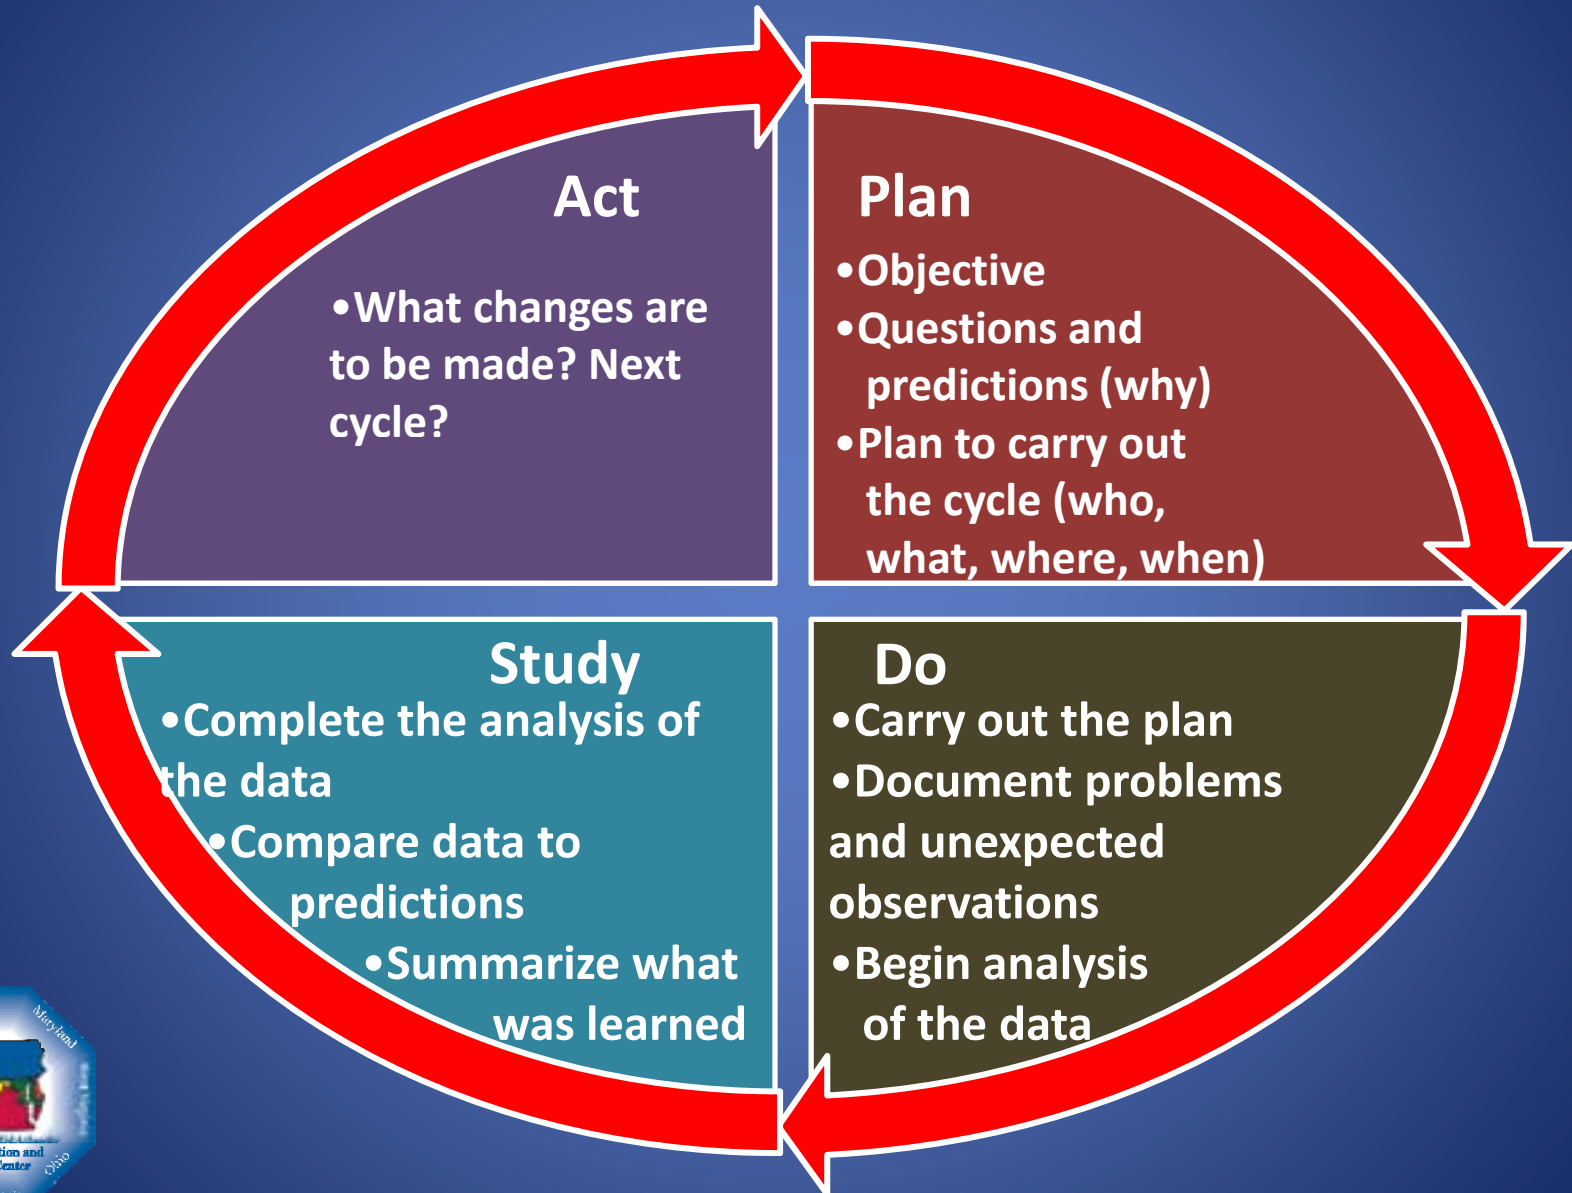 Act
•What changes are
to be made? Next
cycle?
Plan
•Objective
•Questions and
predictions (why)
•Plan to carry out
the cycle (who,
what, where, when)
Study
•Complete the analysis of
the data
•Compare data to
predictions
•Summarize what
was learned
Do
•Carry out the plan
•Document problems
and unexpected
observations
•Begin analysis
of the data
Maryland
tion and
Center
Ohio